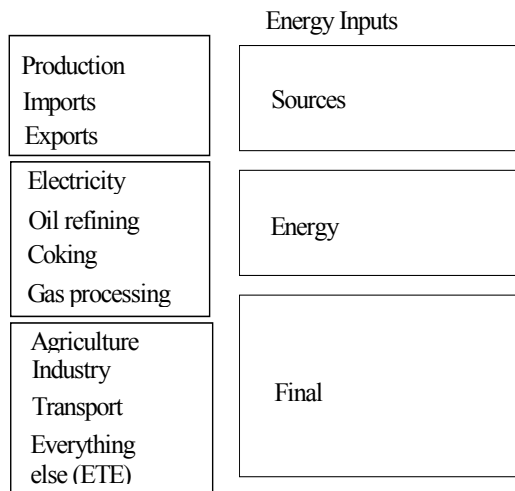 Energy Inputs
Production
Imports
Exports
Sources
Electricity
Oil refining
Coking
Gas processing
Energy
Agriculture
Industry
Transport
Everything
else (ETE)
Final